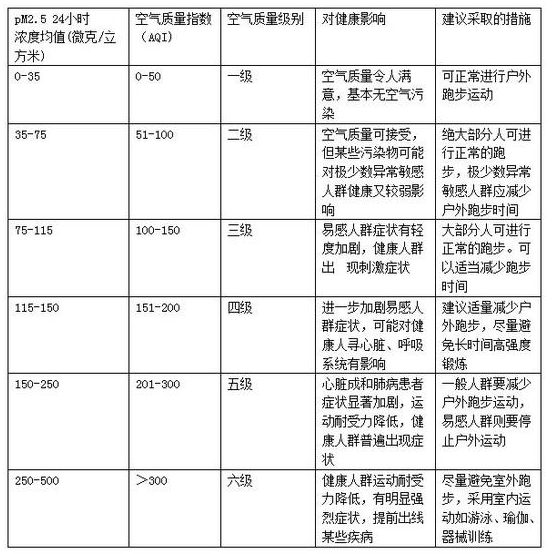 pM2.5 24小时
浓度均值(微克/立
方米)
空气质量指数
(AQI)
空气质量级别
对健康影响
建议采取的措施
0-35
0-50
一级
空气质量令人满
意，基本无空气污
染
可正常进行户外
跑步运动
35-75
51-100
二级
空气质量可接受，
但某些污染物可能
对极少数异常敏感
人群健康又较弱影
响
绝大部分人可进
行正常的跑
步，极少数异常
敏感人群应减少
户外跑步时间
75-115
100-150
三级
易感人群症状有轻
度加剧，健康人群
出 现刺激症状
大部分人可进行
正常的跑步。可
以适当减少跑步
时间
115-150
151-200
四级
进一步加剧易感人
群症状，可能对健
康人寻心脏、呼吸
系统有影响
建议适量减少户
外跑步，尽量避
免长时间高强度
锻炼
150-250
201-300
五级
心脏成和肺病患者
症状显著加剧，运
动耐受力降低，健
康人群普遍出现症
状
一般人群要减少
户外跑步运动，
易感人群则要停
止户外运动
250-500
＞300
六级
健康人群运动耐受
力降低，有明显强
烈症状，提前出线
某些疾病
尽量避免室外跑
步，采用室内运
动如游泳、瑜伽、
器械训练